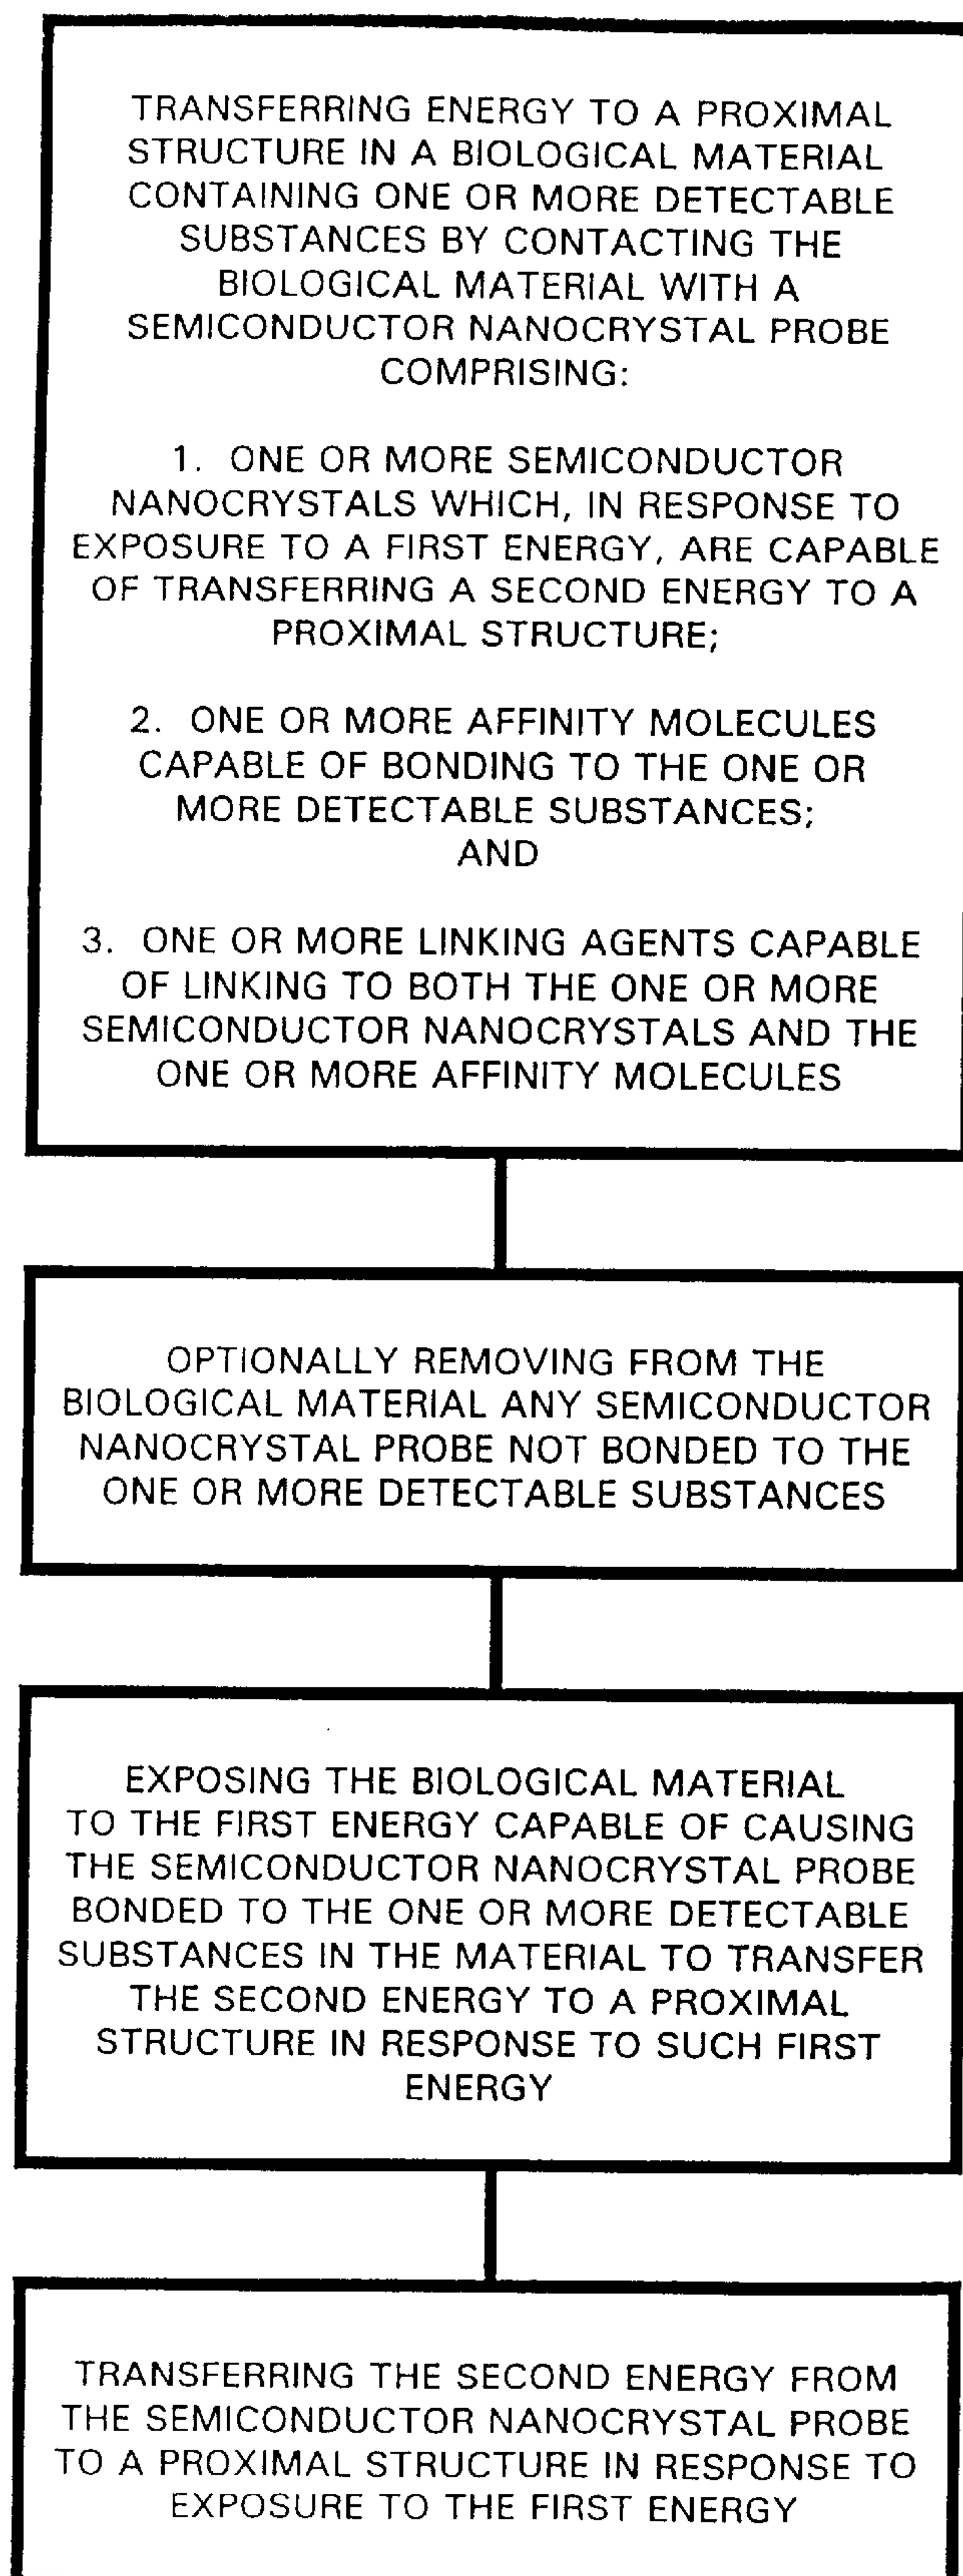 TRANSFERRING ENERGY TO A PROXIMAL
STRUCTURE IN A BIOLOGICAL MATERIAL
CONTAINING ONE OR MORE DETECTABLE
SUBSTANCES BY CONTACTING THE
BIOLOGICAL MATERIAL WITH A
SEMICONDUCTOR NANOCRYSTAL PROBE
COMPRISING:
1. ONE OR MORE SEMICONDUCTOR
NANOCRYSTALS WHICH, IN RESPONSE TO
EXPOSURE TO A FIRST ENERGY, ARE CAPABLE
OF TRANSFERRING A SECOND ENERGY TO A
PROXIMAL STRUCTURE;
2. ONE OR MORE AFFINITY MOLECULES
CAPABLE OF BONDING TO THE ONE OR
MORE DETECTABLE SUBSTANCES;
AND
3. ONE OR MORE LINKING AGENTS CAPABLE
OF LINKING TO BOTH THE ONE OR MORE
SEMICONDUCTOR NANOCRYSTALS AND THE
ONE OR MORE AFFINITY MOLECULES
OPTIONALLY REMOVING FROM THE
BIOLOGICAL MATERIAL ANY SEMICONDUCTOR
NANOCRYSTAL PROBE NOT BONDED TO THE
ONE OR MORE DETECTABLE SUBSTANCES
EXPOSING THE BIOLOGICAL MATERIAL
TO THE FIRST ENERGY CAPABLE OF CAUSING
THE SEMICONDUCTOR NANOCRYSTAL PROBE
BONDED TO THE ONE OR MORE DETECTABLE
SUBSTANCES IN THE MATERIAL TO TRANSFER
THE SECOND ENERGY TO A PROXIMAL
STRUCTURE IN RESPONSE TO SUCH FIRST
ENERGY
TRANSFERRING THE SECOND ENERGY FROM
THE SEMICONDUCTOR NANOCRYSTAL PROBE
TO A PROXIMAL STRUCTURE IN RESPONSE TO
EXPOSURE TO THE FIRST ENERGY